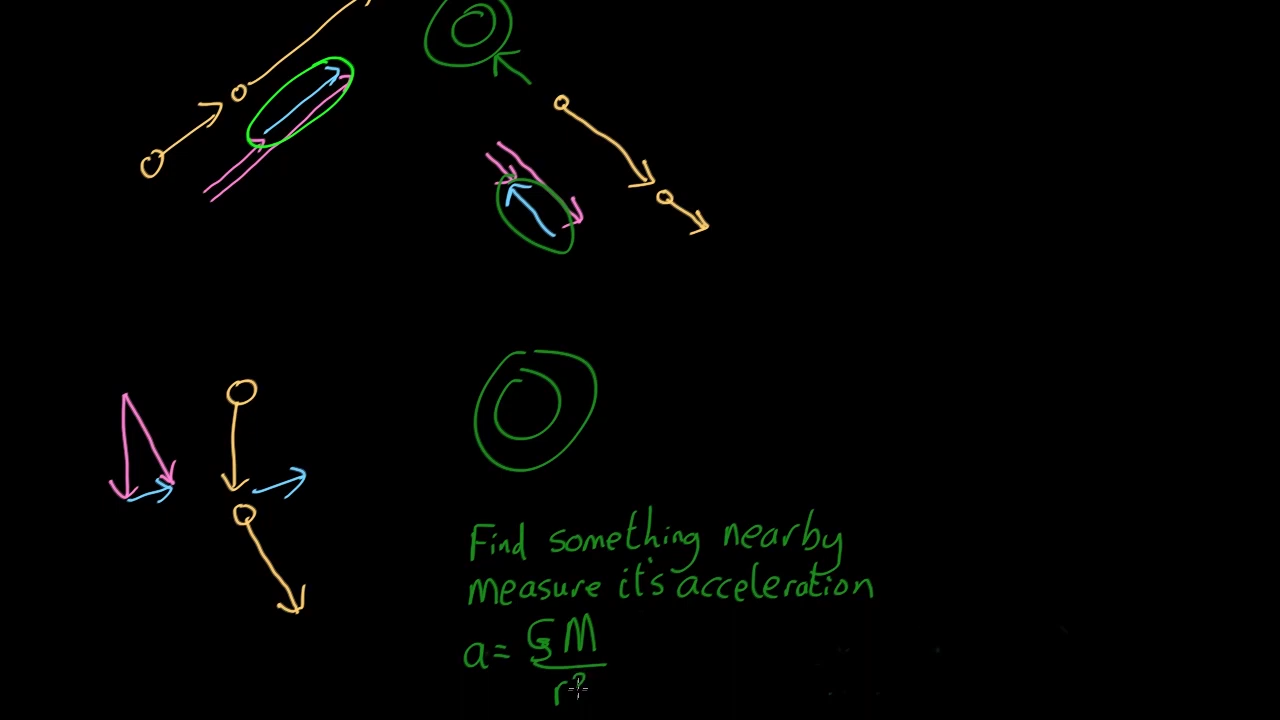 Find something nearby
measure it's acceleration
a = GM
r²